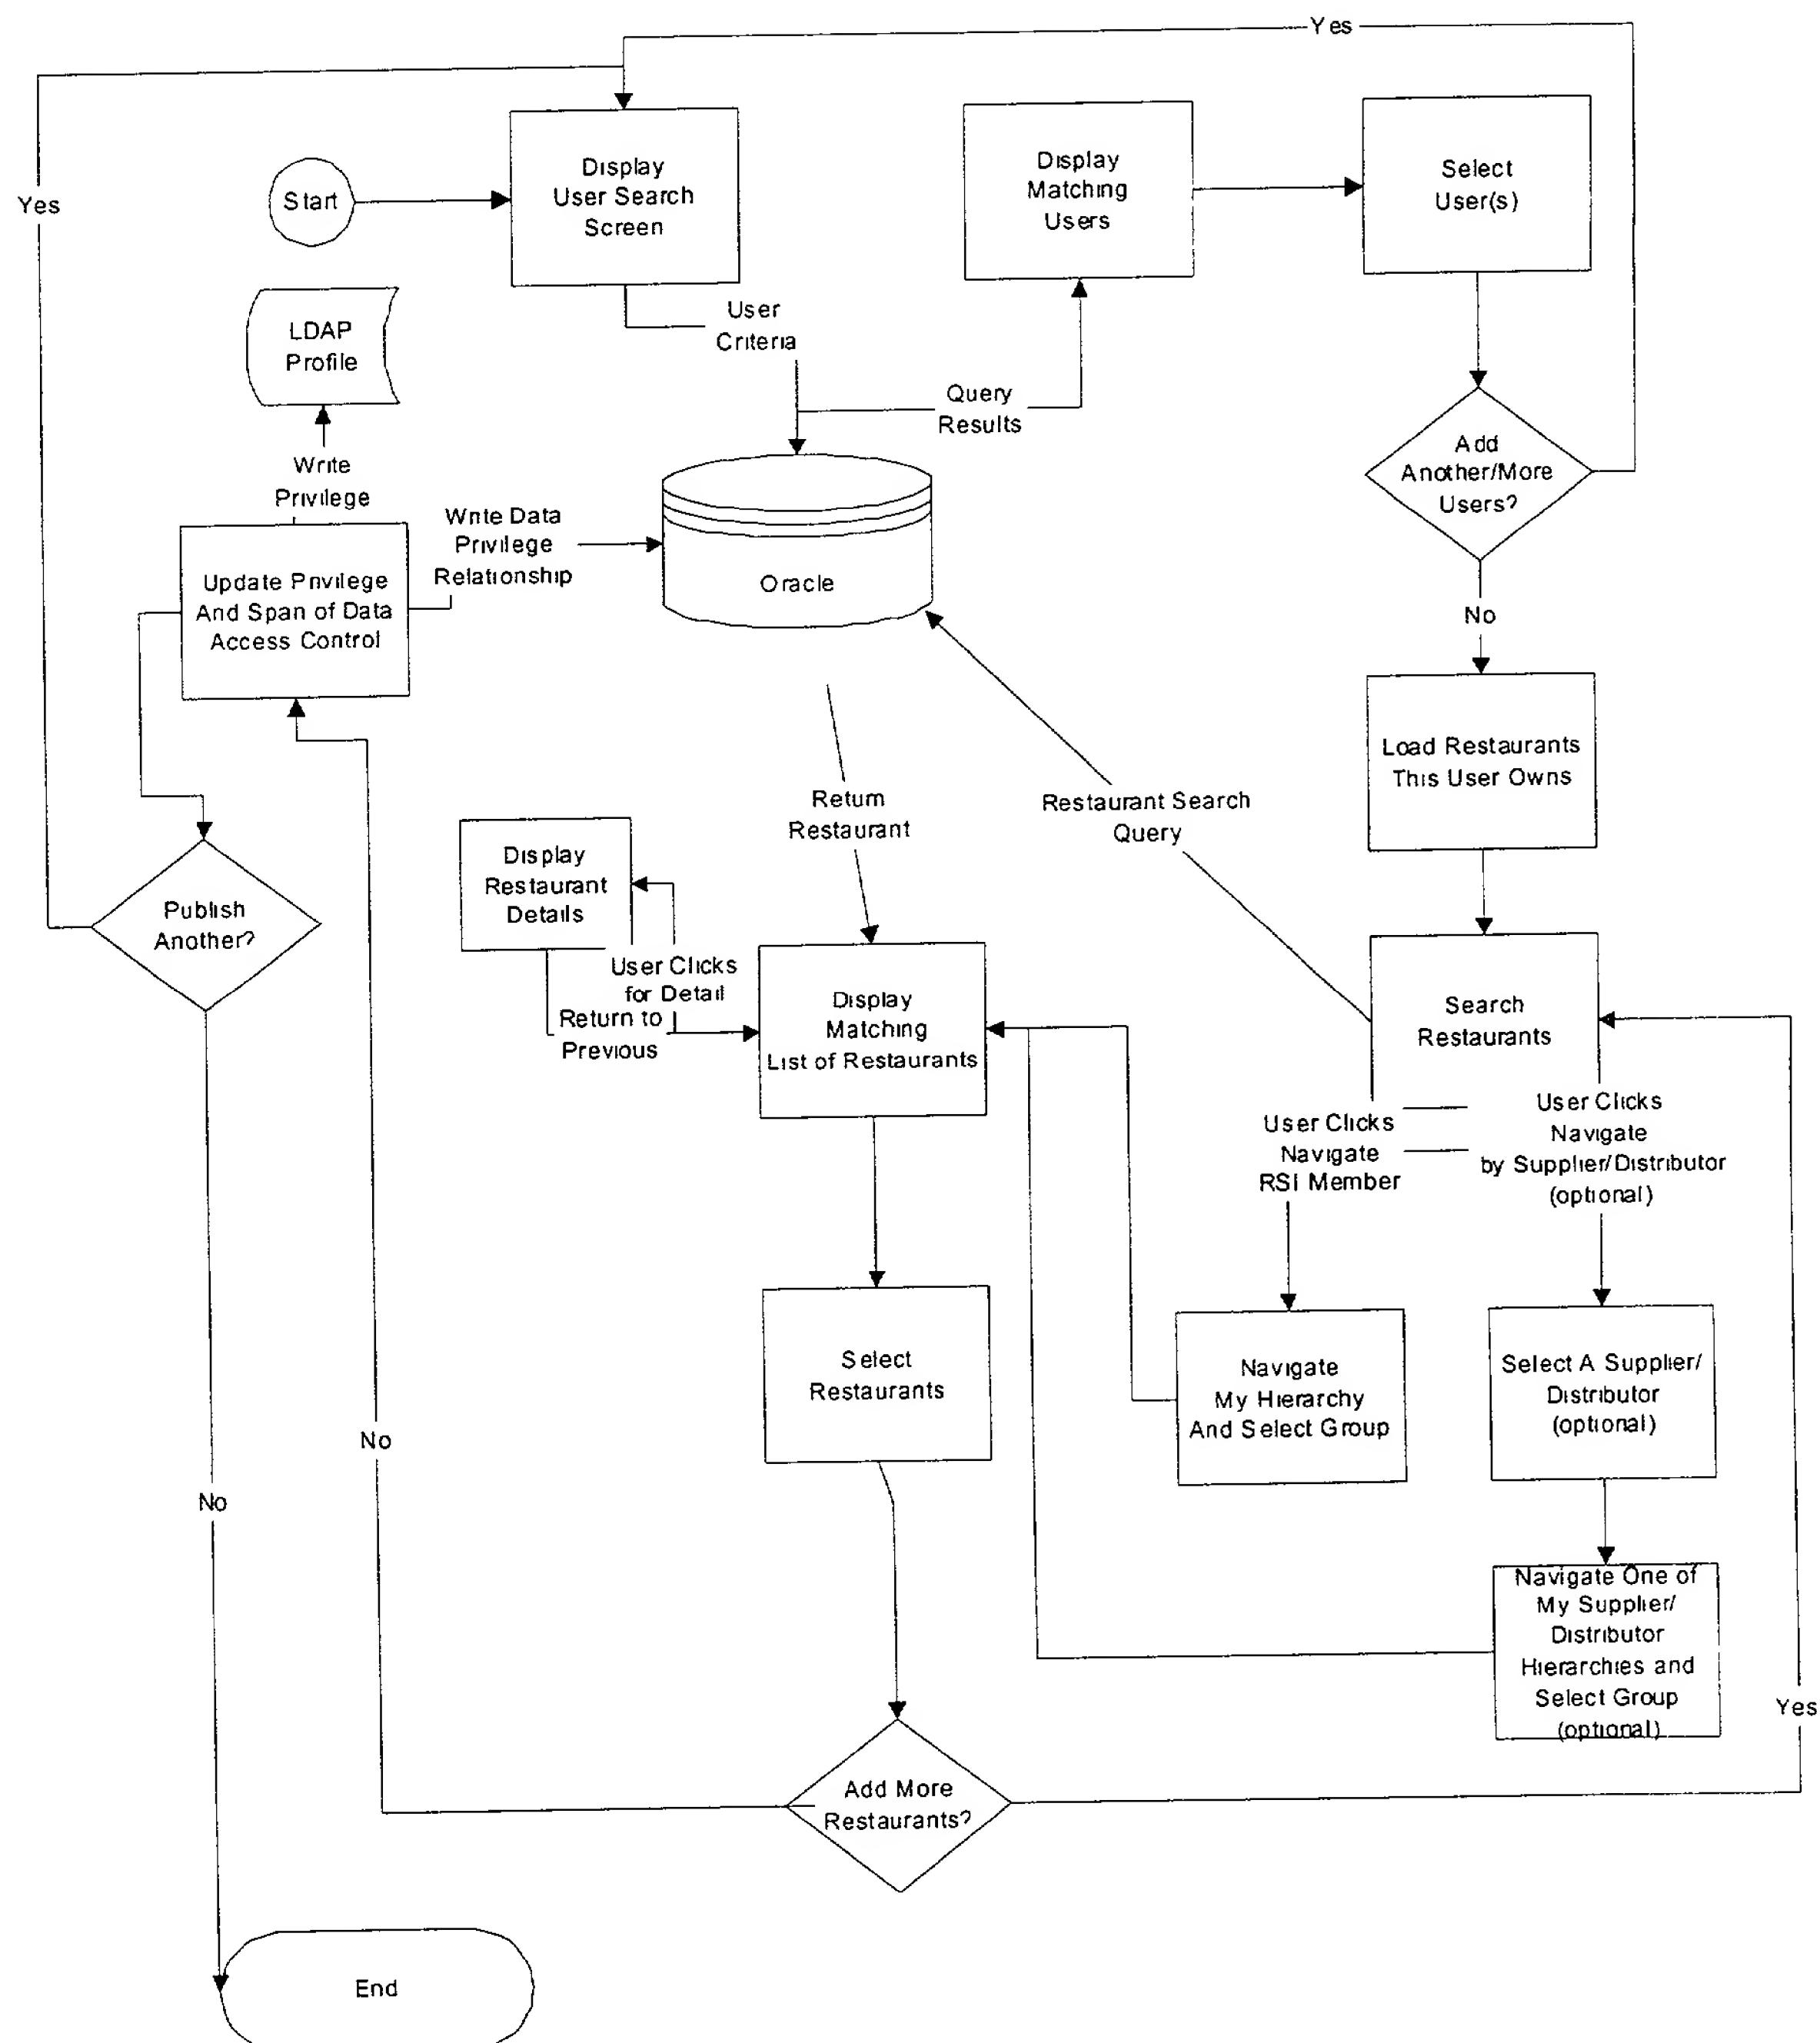 Yes
Yes
Start
Display
User Search
Screen
Display
Matching
Users
Select
User(s)
LDAP
Profile
User
Criteria
Query
Results
Add
Another/More
Users?
Write
Privilege
Write Data
Privilege
Relationship
Update Privilege
And Span of Data
Access Control
Oracle
No
Load Restaurants
This User Owns
Return
Restaurant
Restaurant Search
Query
Display
Restaurant
Details
Publish
Another?
User Clicks
for Detail
Return to
Previous
Display
Matching
List of Restaurants
Search
Restaurants
User Clicks
Navigate
RSI Member
User Clicks
Navigate
by Supplier/Distributor
(optional)
Select
Restaurants
Navigate
My Hierarchy
And Select Group
Select A Supplier/
Distributor
(optional)
No
No
Navigate One of
My Supplier/
Distributor
Hierarchies and
Select Group
(optional)
Yes
Add More
Restaurants?
End